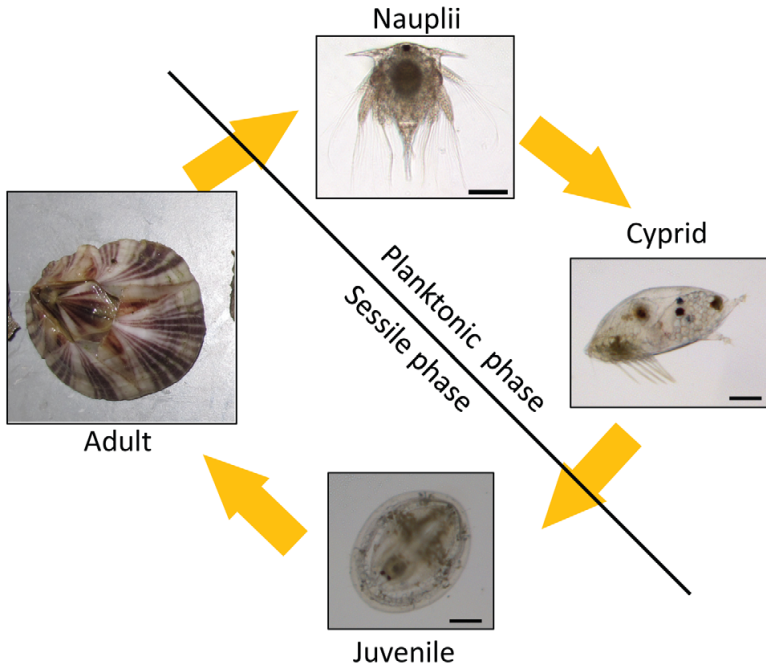 Nauplii
Cyprid
Planktonic phase
Sessile phase
Adult
Juvenile